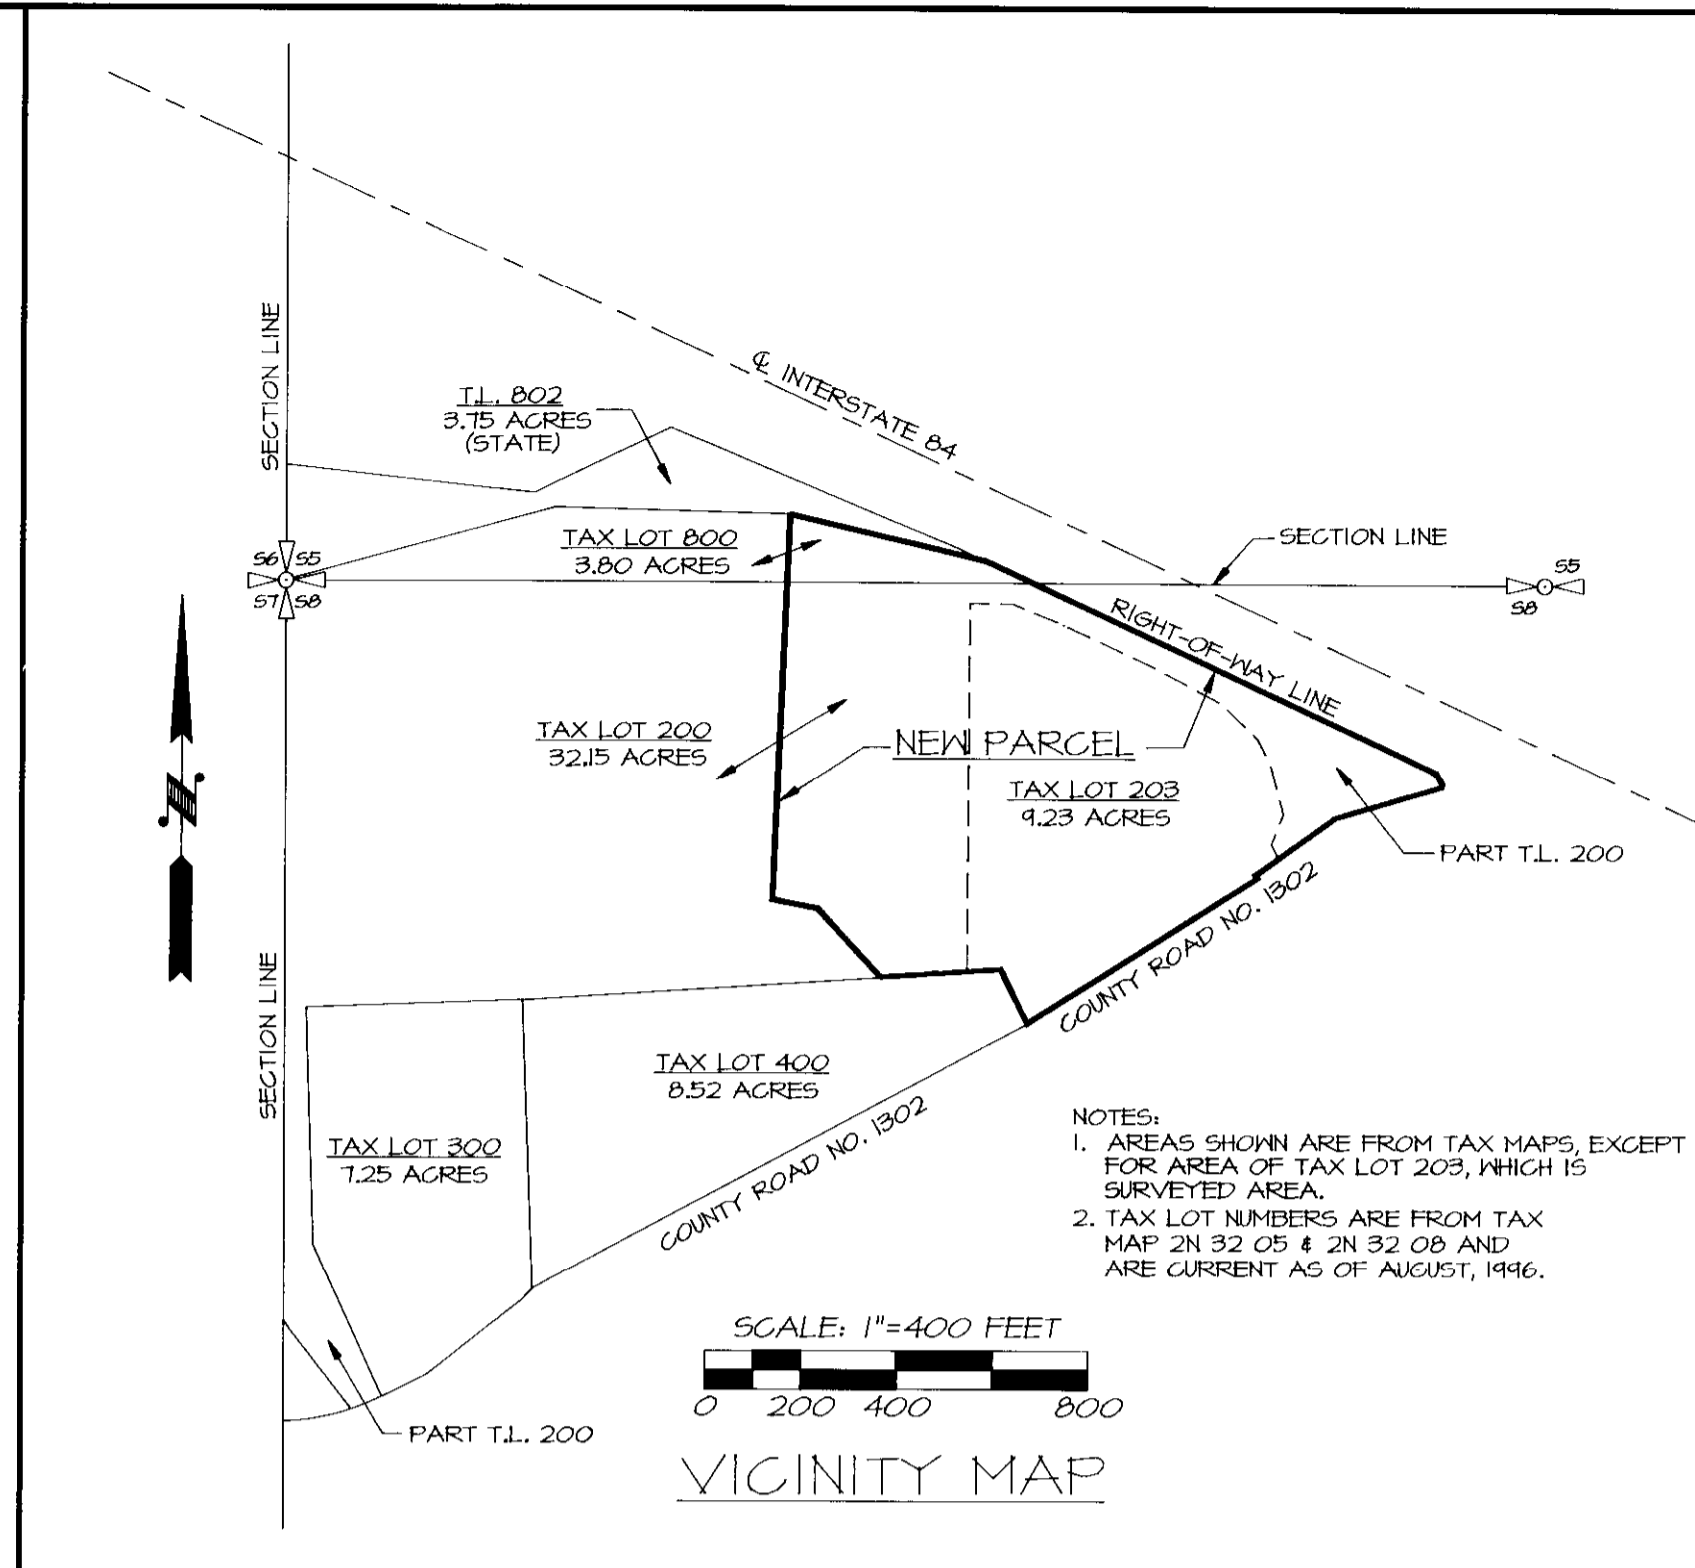 SECTION LINE
T.L. 802
3.75 ACRES
(STATE)
℄ INTERSTATE 84
TAX LOT 800
3.80 ACRES
SECTION LINE
S6 S5
S7 S8
S5
S8
RIGHT-OF-WAY LINE
N
TAX LOT 200
32.15 ACRES
NEW PARCEL
TAX LOT 203
9.23 ACRES
PART T.L. 200
COUNTY ROAD NO. 1302
SECTION LINE
TAX LOT 400
8.52 ACRES
TAX LOT 300
7.25 ACRES
COUNTY ROAD NO. 1302
NOTES:
1. AREAS SHOWN ARE FROM TAX MAPS, EXCEPT
FOR AREA OF TAX LOT 203, WHICH IS
SURVEYED AREA.
2. TAX LOT NUMBERS ARE FROM TAX
MAP 2N 32 05 & 2N 32 08 AND
ARE CURRENT AS OF AUGUST, 1996.
SCALE: 1"=400 FEET
0 200 400 800
PART T.L. 200
VICINITY MAP